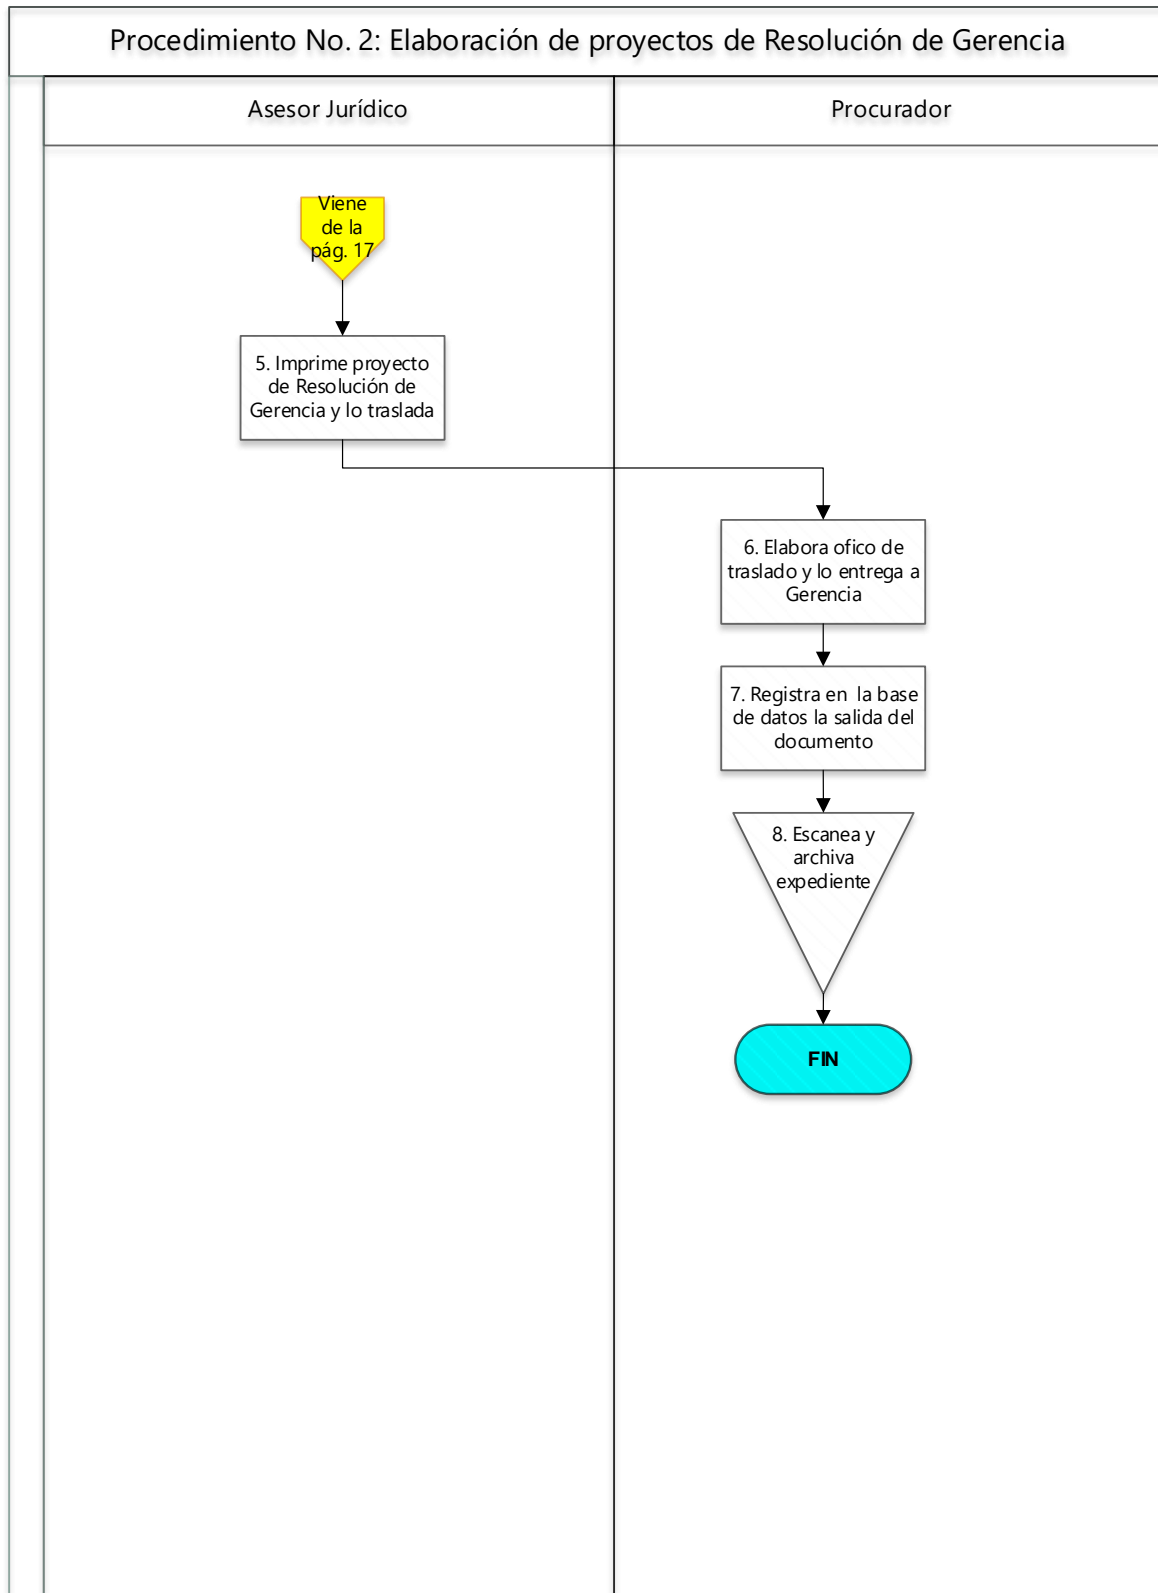 Procedimiento No. 2: Elaboración de proyectos de Resolución de Gerencia
Asesor Jurídico
Procurador
Viene
de la
pág. 17
5. Imprime proyecto
de Resolución de
Gerencia y lo traslada
6. Elabora ofico de
traslado y lo entrega a
Gerencia
7. Registra en la base
de datos la salida del
documento
8. Escanea y
archiva
expediente
FIN